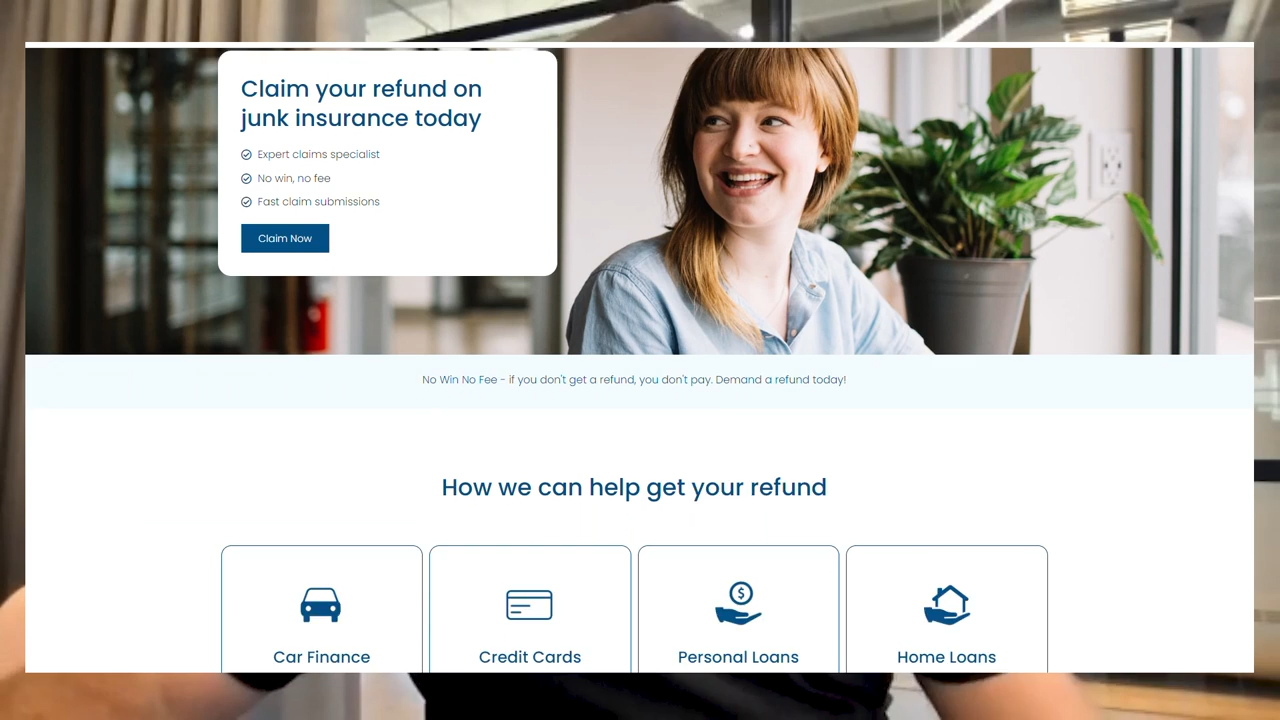 Claim your refund on
junk insurance today
Expert claims specialist
No win, no fee
Fast claim submissions
Claim Now
No Win No Fee - if you don't get a refund, you don't pay. Demand a refund today!
How we can help get your refund
Car Finance
Credit Cards
Personal Loans
Home Loans